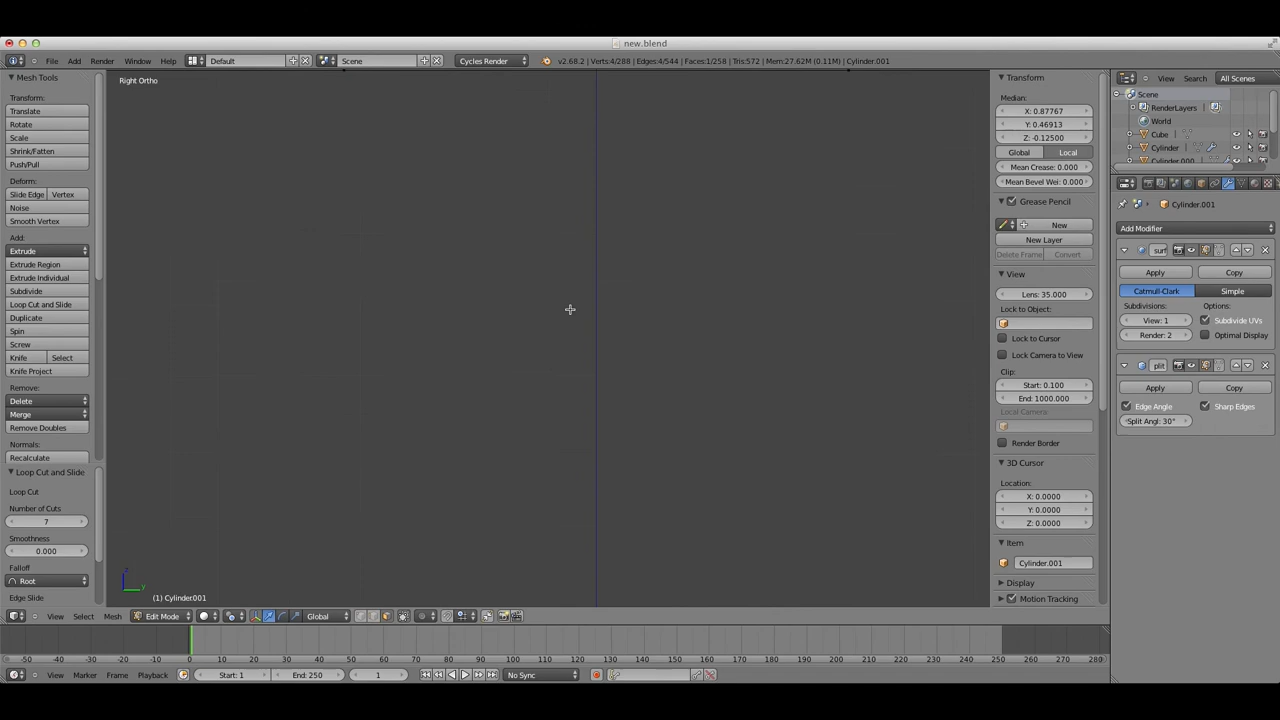 new.blend
File Add Render Window Help Default Scene Cycles Render v2.68.2 | Verts:4/288 | Edges:4/544 | Faces:1/258 | Tris:572 | Mem:27.62M (0.11M) | Cylinder.001
Mesh Tools
Transform:
Translate
Rotate
Scale
Shrink/Fatten
Push/Pull
Deform:
Slide Edge Vertex
Noise
Smooth Vertex
Add:
Extrude
Extrude Region
Extrude Individual
Subdivide
Loop Cut and Slide
Duplicate
Spin
Screw
Knife Select
Knife Project
Remove:
Delete
Merge
Remove Doubles
Normals:
Recalculate
Loop Cut and Slide
Loop Cut
Number of Cuts
7
Smoothness
0.000
Falloff
Root
Edge Slide
Right Ortho
z
y
(1) Cylinder.001
Transform
Median:
X: 0.87767
Y: 0.46913
Z: -0.12500
Global Local
Mean Crease: 0.000
Mean Bevel Wei: 0.000
Grease Pencil
New
New Layer
Delete Frame Convert
View
Lens: 35.000
Lock to Object:
Lock to Cursor
Lock Camera to View
Clip:
Start: 0.100
End: 1000.000
Local Camera:
Render Border
3D Cursor
Location:
X: 0.0000
Y: 0.0000
Z: 0.0000
Item
Cylinder.001
Display
Motion Tracking
View Search All Scenes
Scene
RenderLayers
World
Cube
Cylinder
Cylinder.000
Cylinder.001
Add Modifier
surf
Apply Copy
Catmull-Clark Simple
Subdivisions: Options:
View: 1 Subdivide UVs
Render: 2 Optimal Display
plit
Apply Copy
Edge Angle Sharp Edges
Split Angl: 30°
View Select Mesh Edit Mode Global
-50 -40 -30 -20 -10 0 10 20 30 40 50 60 70 80 90 100 110 120 130 140 150 160 170 180 190 200 210 220 230 240 250 260 270 280
View Marker Frame Playback Start: 1 End: 250 1 No Sync